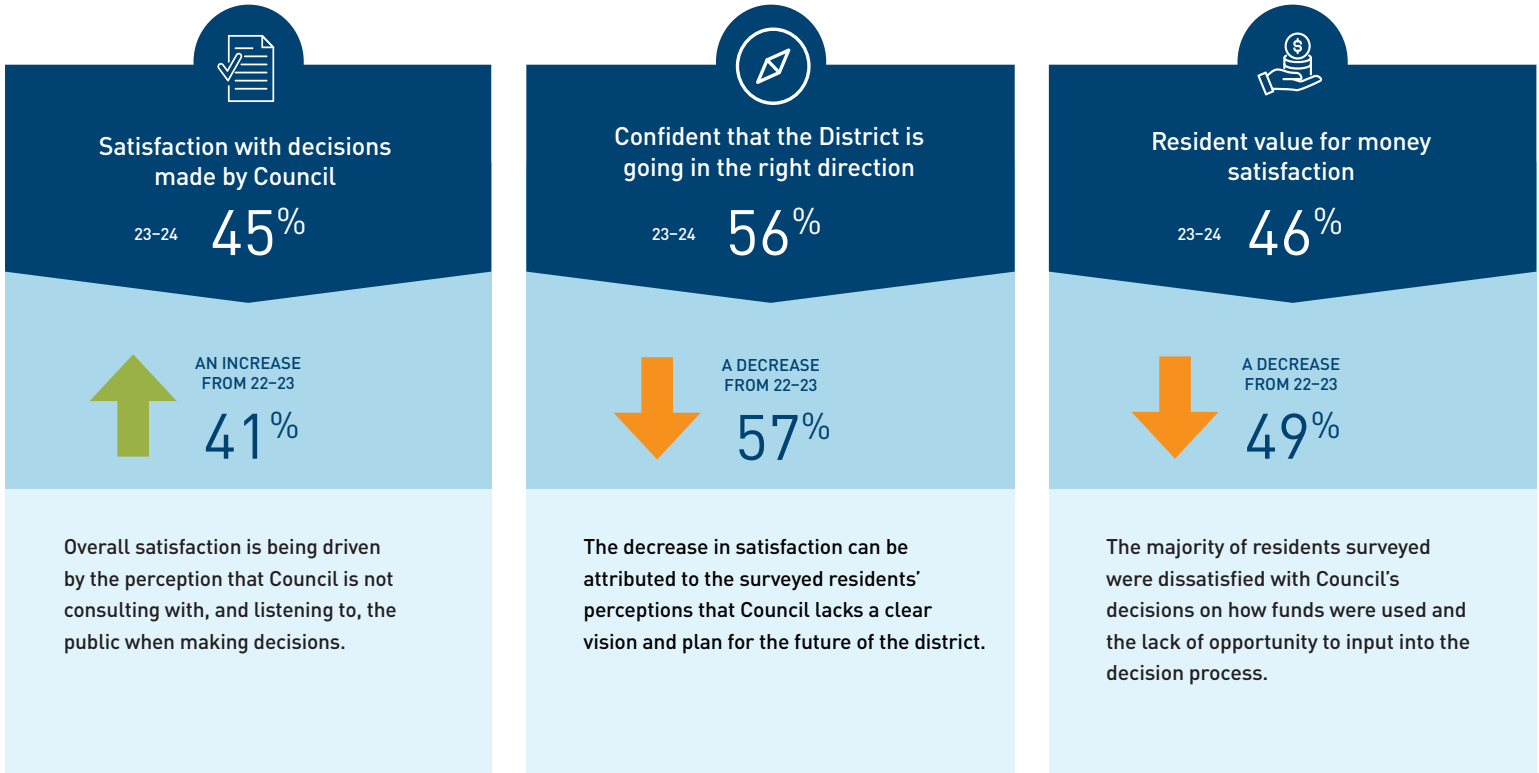 Satisfaction with decisions
made by Council
23–24 45%
AN INCREASE
FROM 22–23
41%
Overall satisfaction is being driven
by the perception that Council is not
consulting with, and listening to, the
public when making decisions.
Confident that the District is
going in the right direction
23–24 56%
A DECREASE
FROM 22–23
57%
The decrease in satisfaction can be
attributed to the surveyed residents’
perceptions that Council lacks a clear
vision and plan for the future of the district.
$
Resident value for money
satisfaction
23–24 46%
A DECREASE
FROM 22–23
49%
The majority of residents surveyed
were dissatisfied with Council’s
decisions on how funds were used and
the lack of opportunity to input into the
decision process.